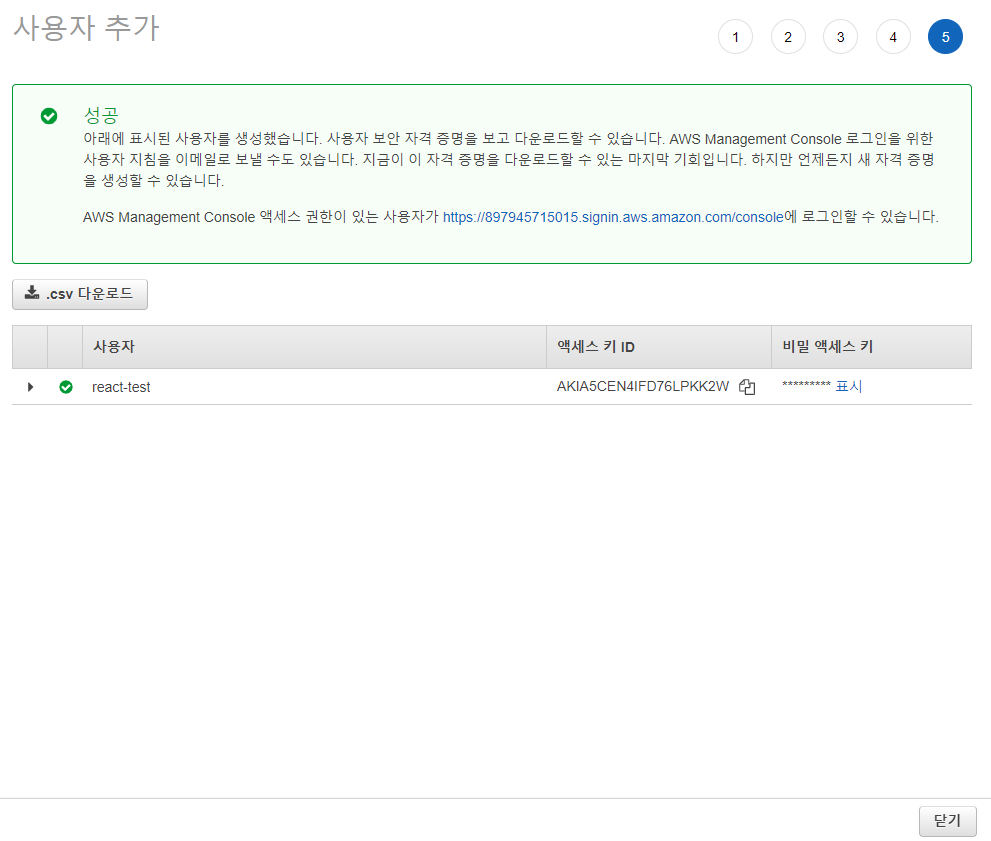 사용자 추가
1 2 3 4 5
성공
아래에 표시된 사용자를 생성했습니다. 사용자 보안 자격 증명을 보고 다운로드할 수 있습니다. AWS Management Console 로그인을 위한
사용자 지침을 이메일로 보낼 수도 있습니다. 지금이 이 자격 증명을 다운로드할 수 있는 마지막 기회입니다. 하지만 언제든지 새 자격 증명
을 생성할 수 있습니다.
AWS Management Console 액세스 권한이 있는 사용자가 https://897945715015.signin.aws.amazon.com/console에 로그인할 수 있습니다.
.csv 다운로드
사용자 액세스 키 ID 비밀 액세스 키
react-test AKIA5CEN4IFD76LPKK2W ********* 표시
닫기